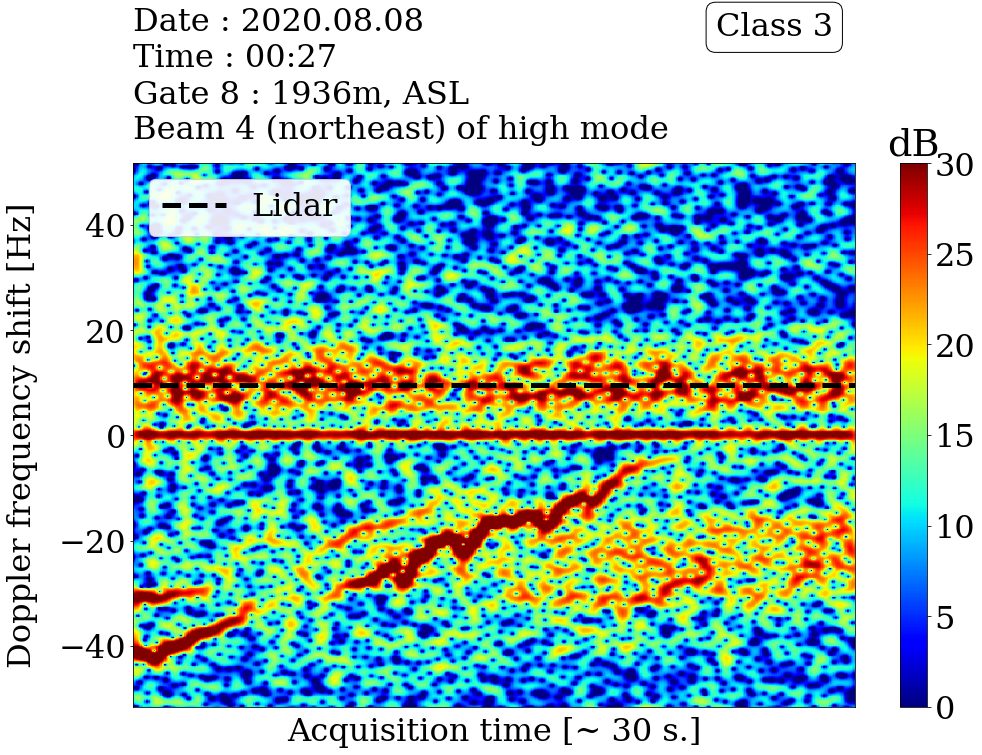 Date : 2020.08.08
Time : 00:27
Gate 8 : 1936m, ASL
Beam 4 (northeast) of high mode
Class 3
dB
Lidar
Doppler frequency shift [Hz]
40
20
0
−20
−40
30
25
20
15
10
5
0
Acquisition time [~ 30 s.]